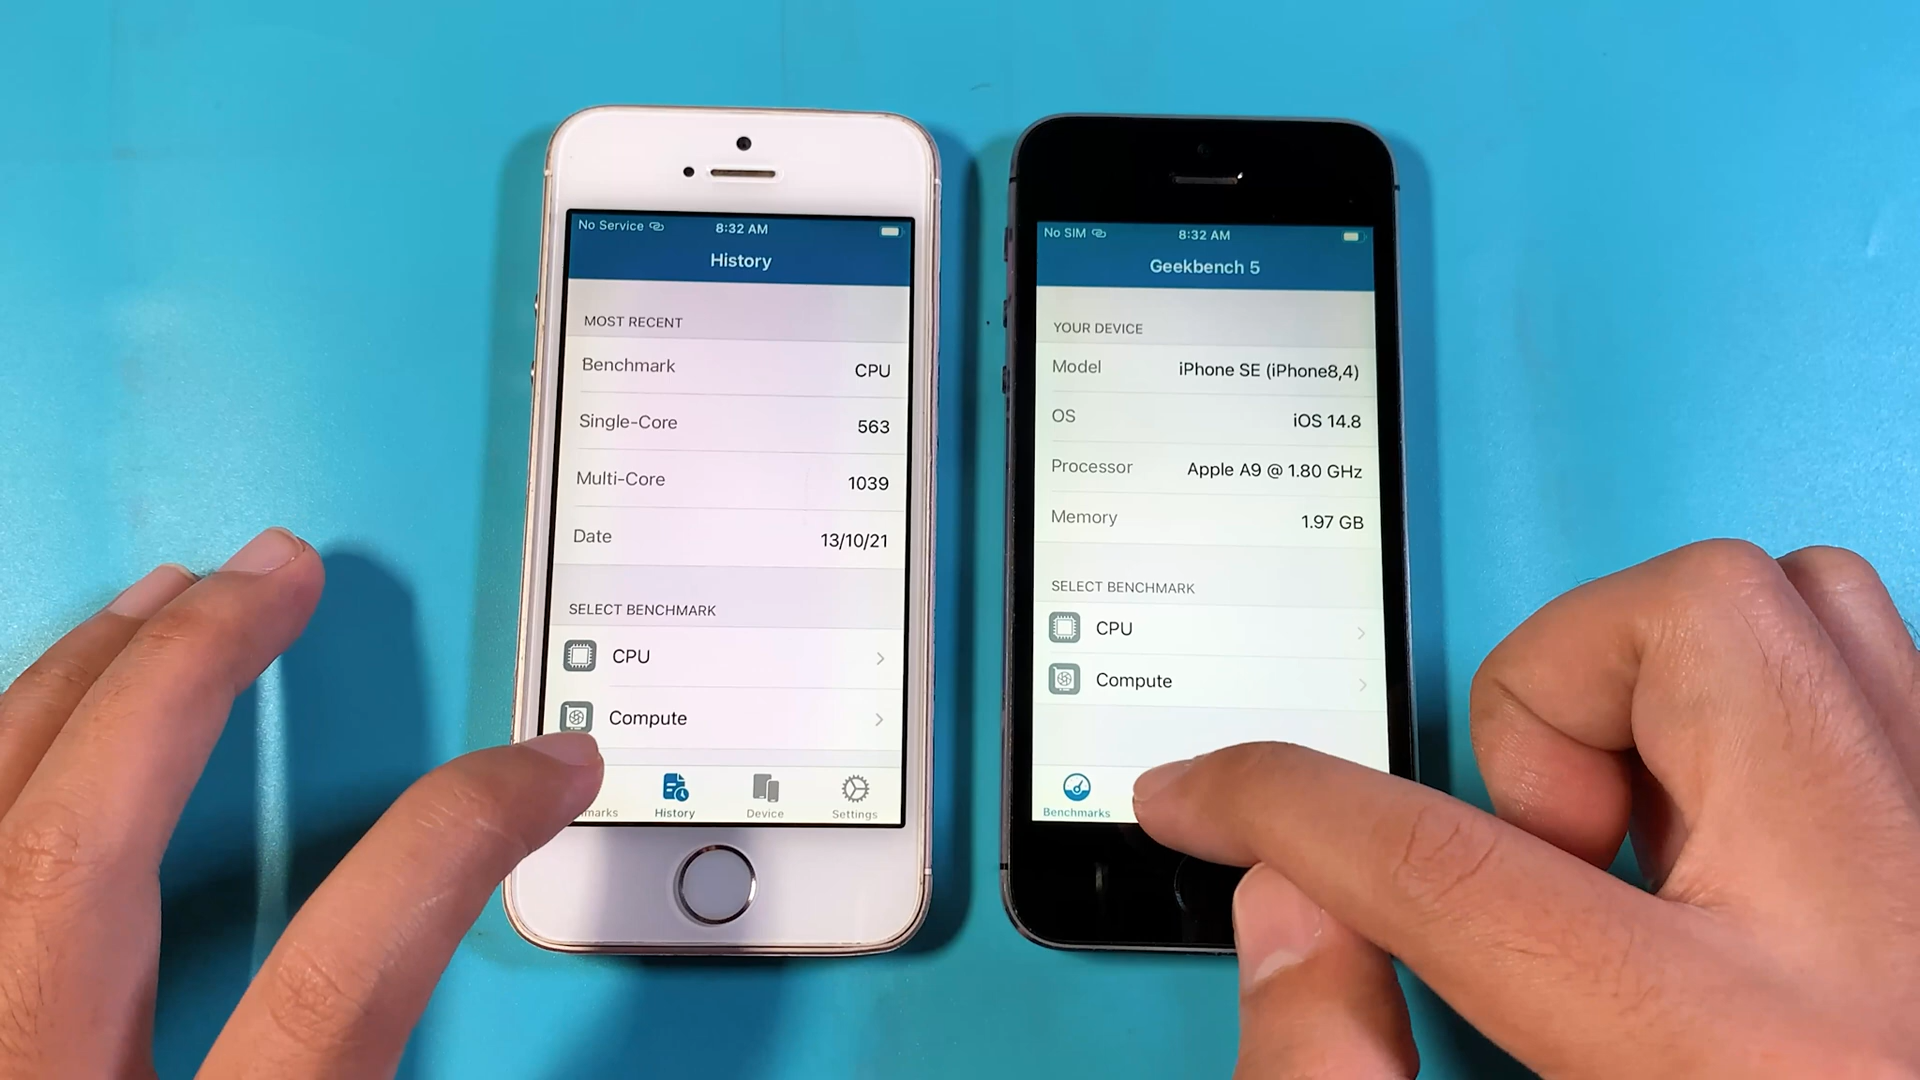 No Service
8:32 AM
History
MOST RECENT
Benchmark CPU
Single-Core 563
Multi-Core 1039
Date 13/10/21
SELECT BENCHMARK
CPU
Compute
marks
History
Device
Settings
No SIM
8:32 AM
Geekbench 5
YOUR DEVICE
Model iPhone SE (iPhone8,4)
OS iOS 14.8
Processor Apple A9 @ 1.80 GHz
Memory 1.97 GB
SELECT BENCHMARK
CPU
Compute
Benchmarks